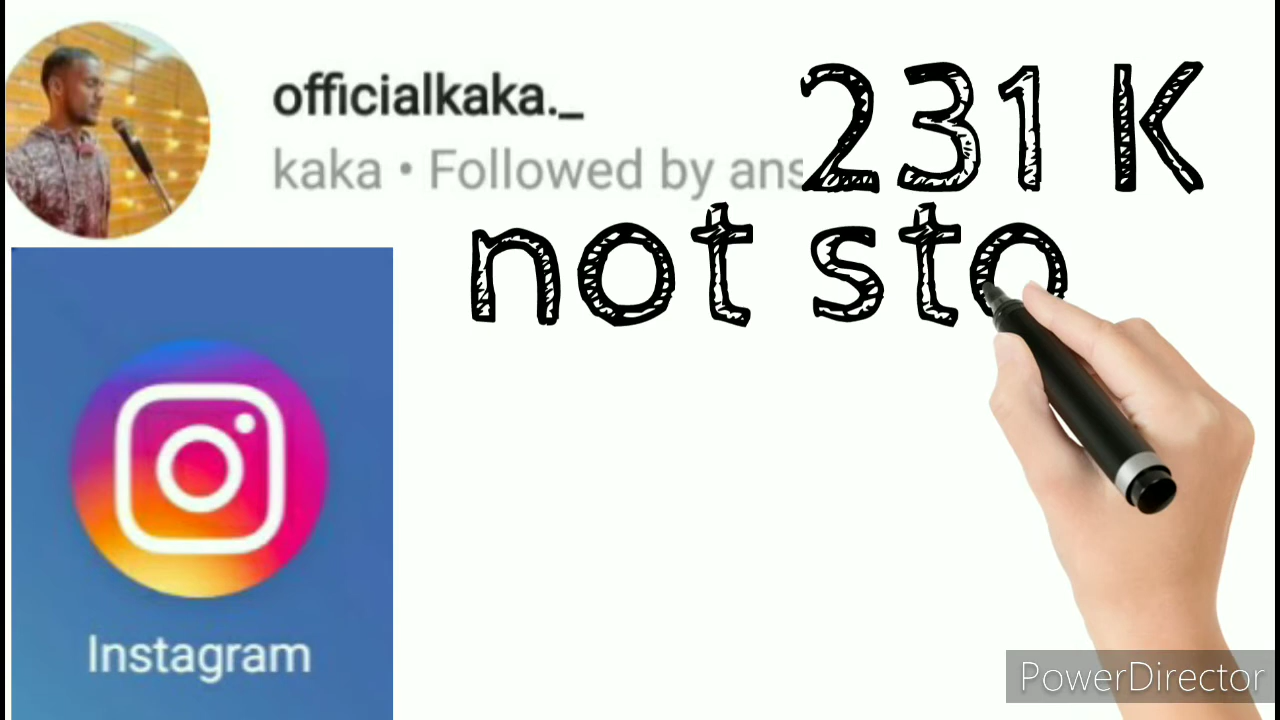 officialkaka._
kaka • Followed by ans
231 K
not sto
Instagram
PowerDirector